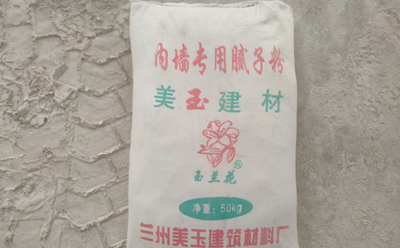 内墙专用腻子粉
美玉建材
®
玉兰花
净重：50kg
兰州美玉建筑材料厂